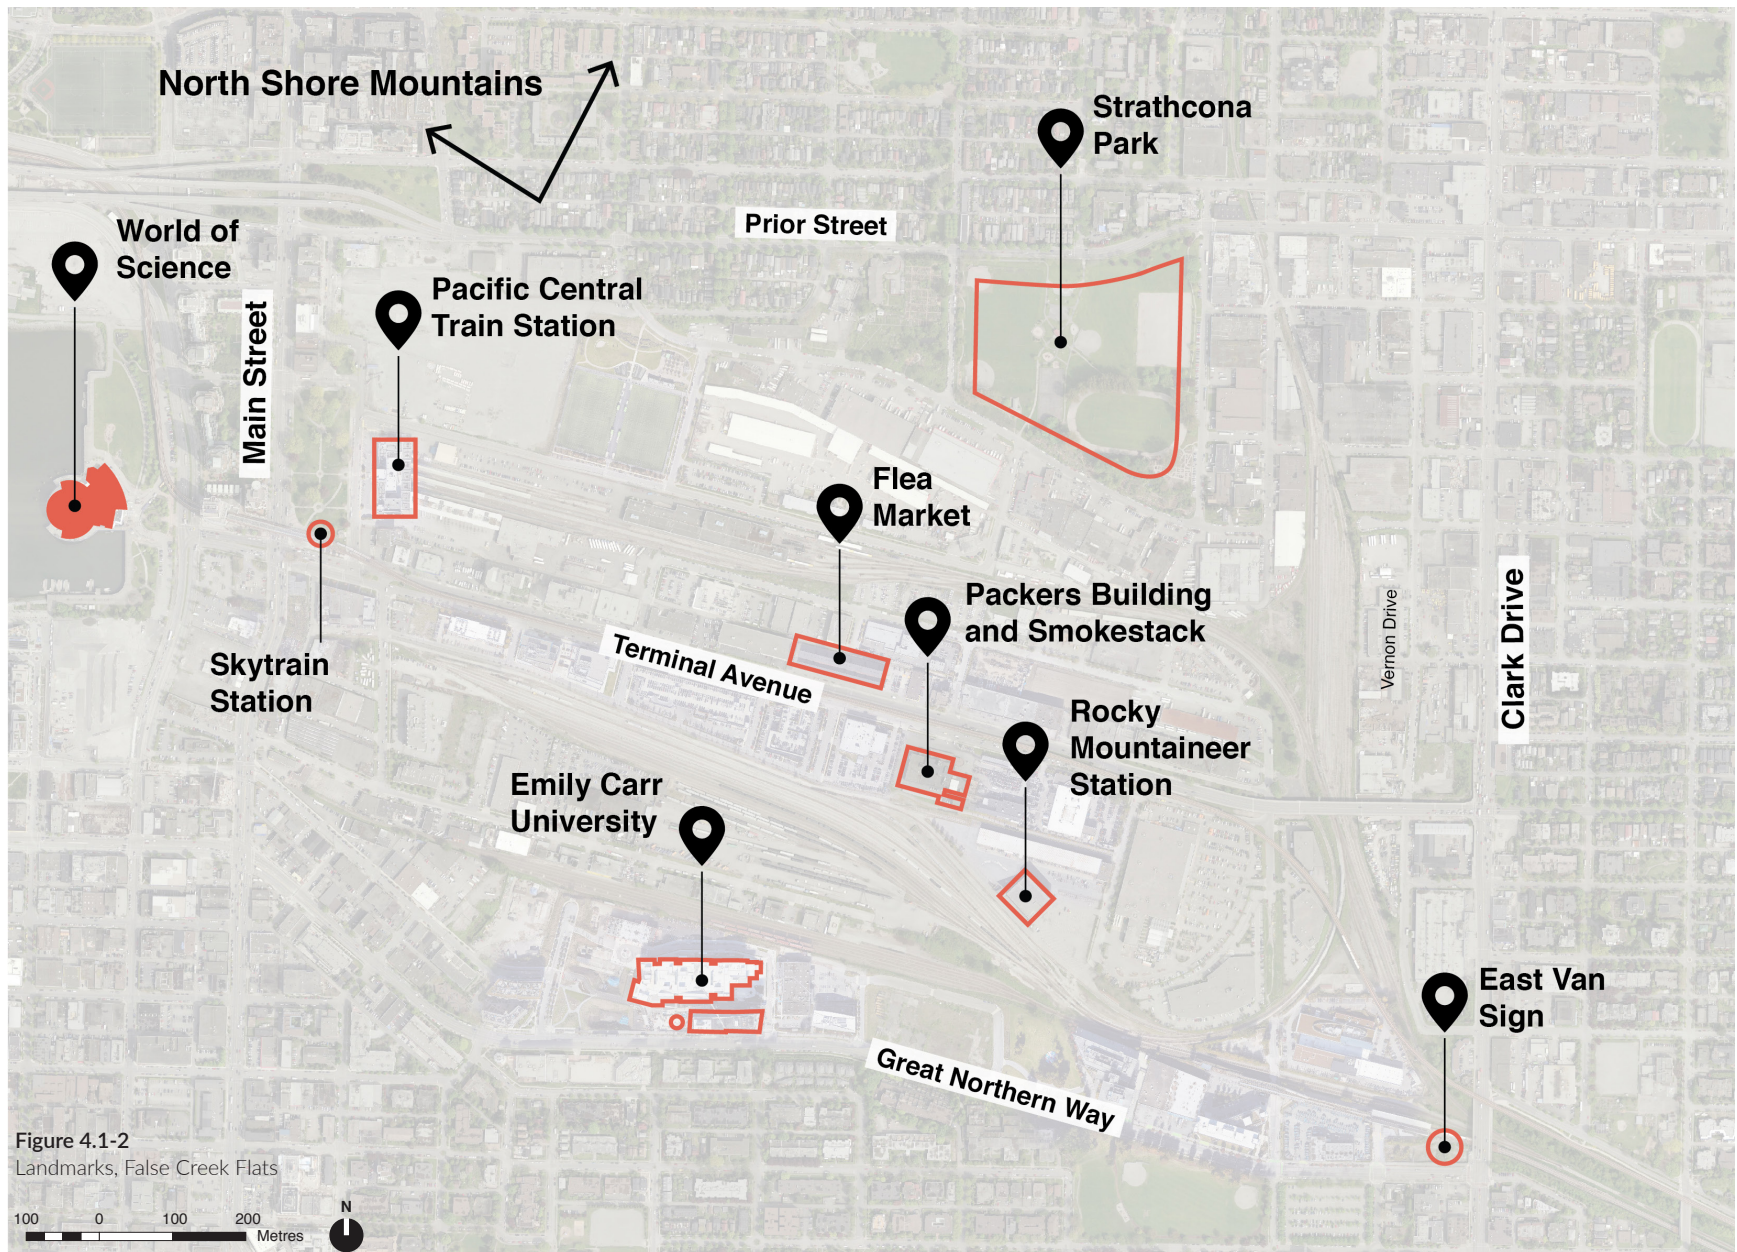 North Shore Mountains
Strathcona
Park
Prior Street
World of
Science
Main Street
Pacific Central
Train Station
Flea
Market
Packers Building
and Smokestack
Terminal Avenue
Skytrain
Station
Vernon Drive
Clark Drive
Rocky
Mountaineer
Station
Emily Carr
University
East Van
Sign
Great Northern Way
Figure 4.1-2
Landmarks, False Creek Flats
100 0 100 200
Metres
N